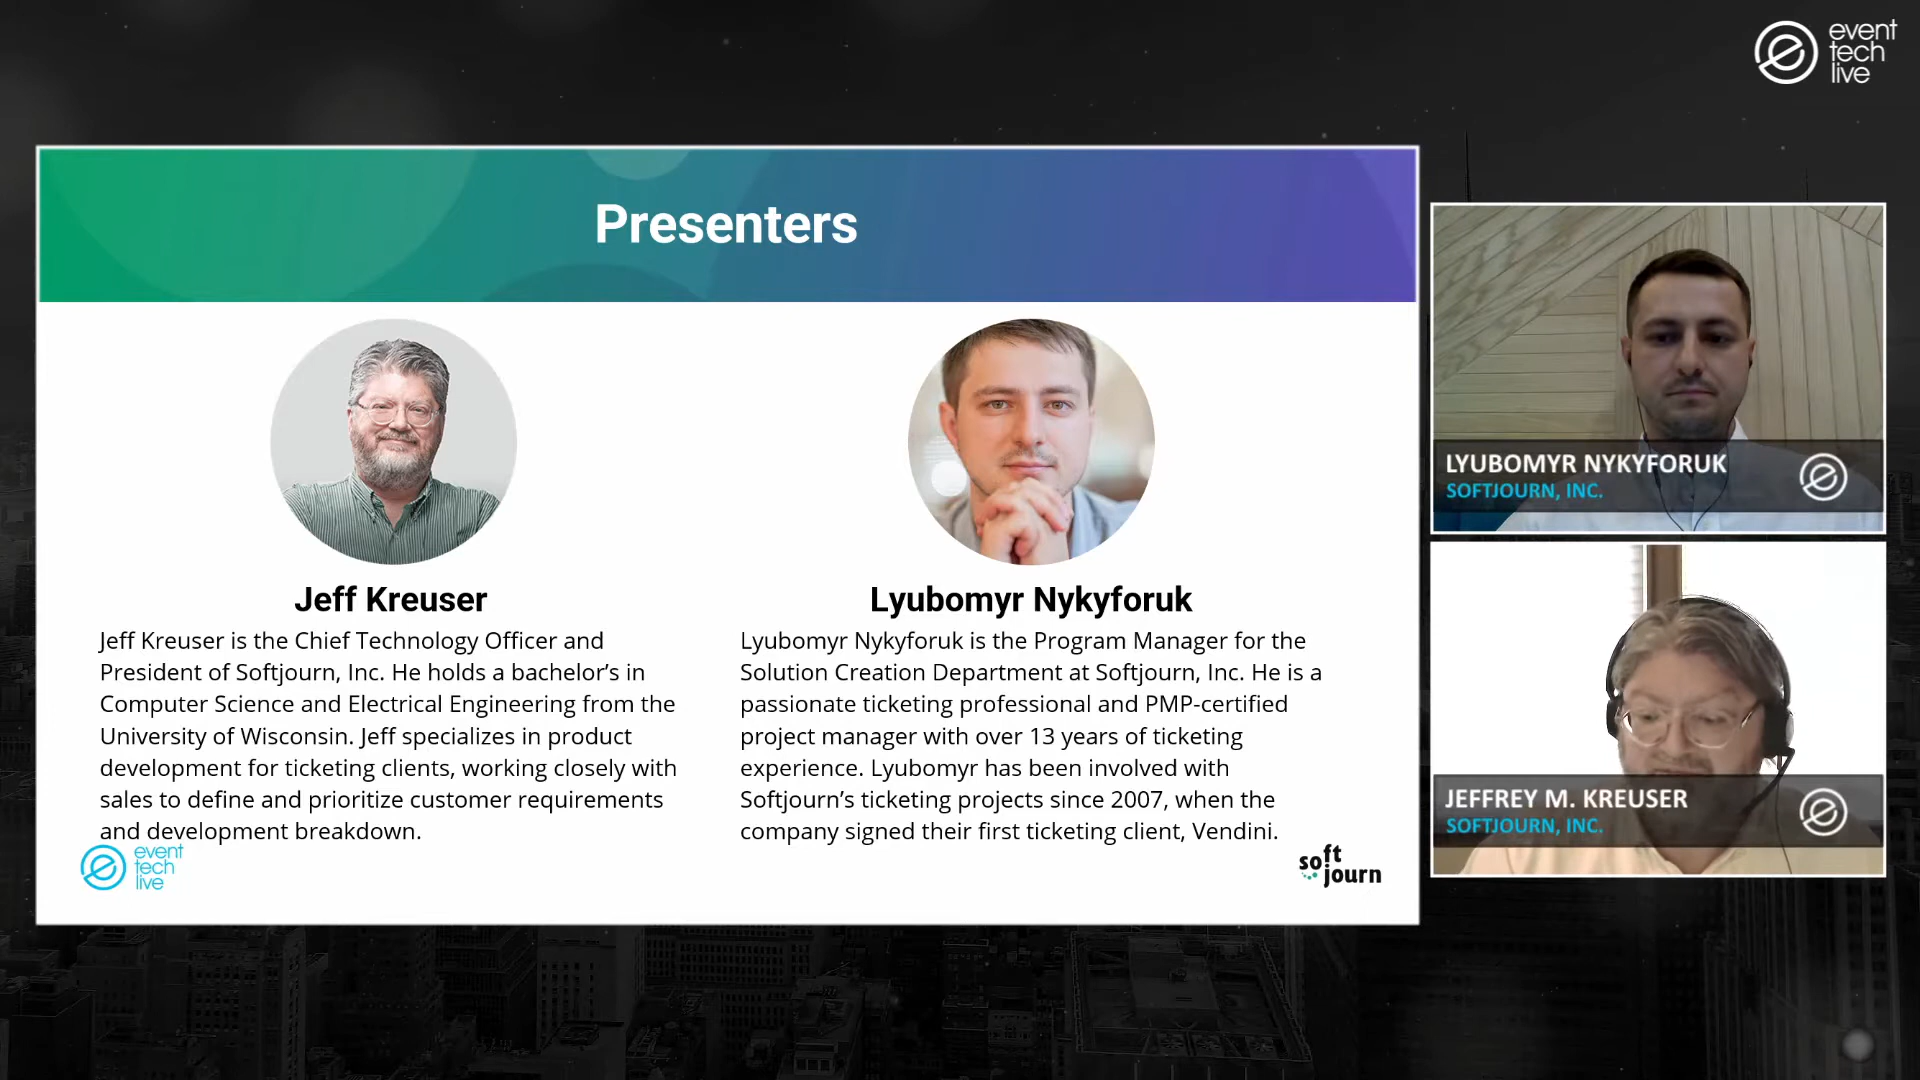 event
tech
live
Presenters
Jeff Kreuser
Jeff Kreuser is the Chief Technology Officer and
President of Softjourn, Inc. He holds a bachelor’s in
Computer Science and Electrical Engineering from the
University of Wisconsin. Jeff specializes in product
development for ticketing clients, working closely with
sales to define and prioritize customer requirements
and development breakdown.
Lyubomyr Nykyforuk
Lyubomyr Nykyforuk is the Program Manager for the
Solution Creation Department at Softjourn, Inc. He is a
passionate ticketing professional and PMP-certified
project manager with over 13 years of ticketing
experience. Lyubomyr has been involved with
Softjourn’s ticketing projects since 2007, when the
company signed their first ticketing client, Vendini.
event
tech
live
soft
journ
LYUBOMYR NYKYFORUK
SOFTJOURN, INC.
JEFFREY M. KREUSER
SOFTJOURN, INC.